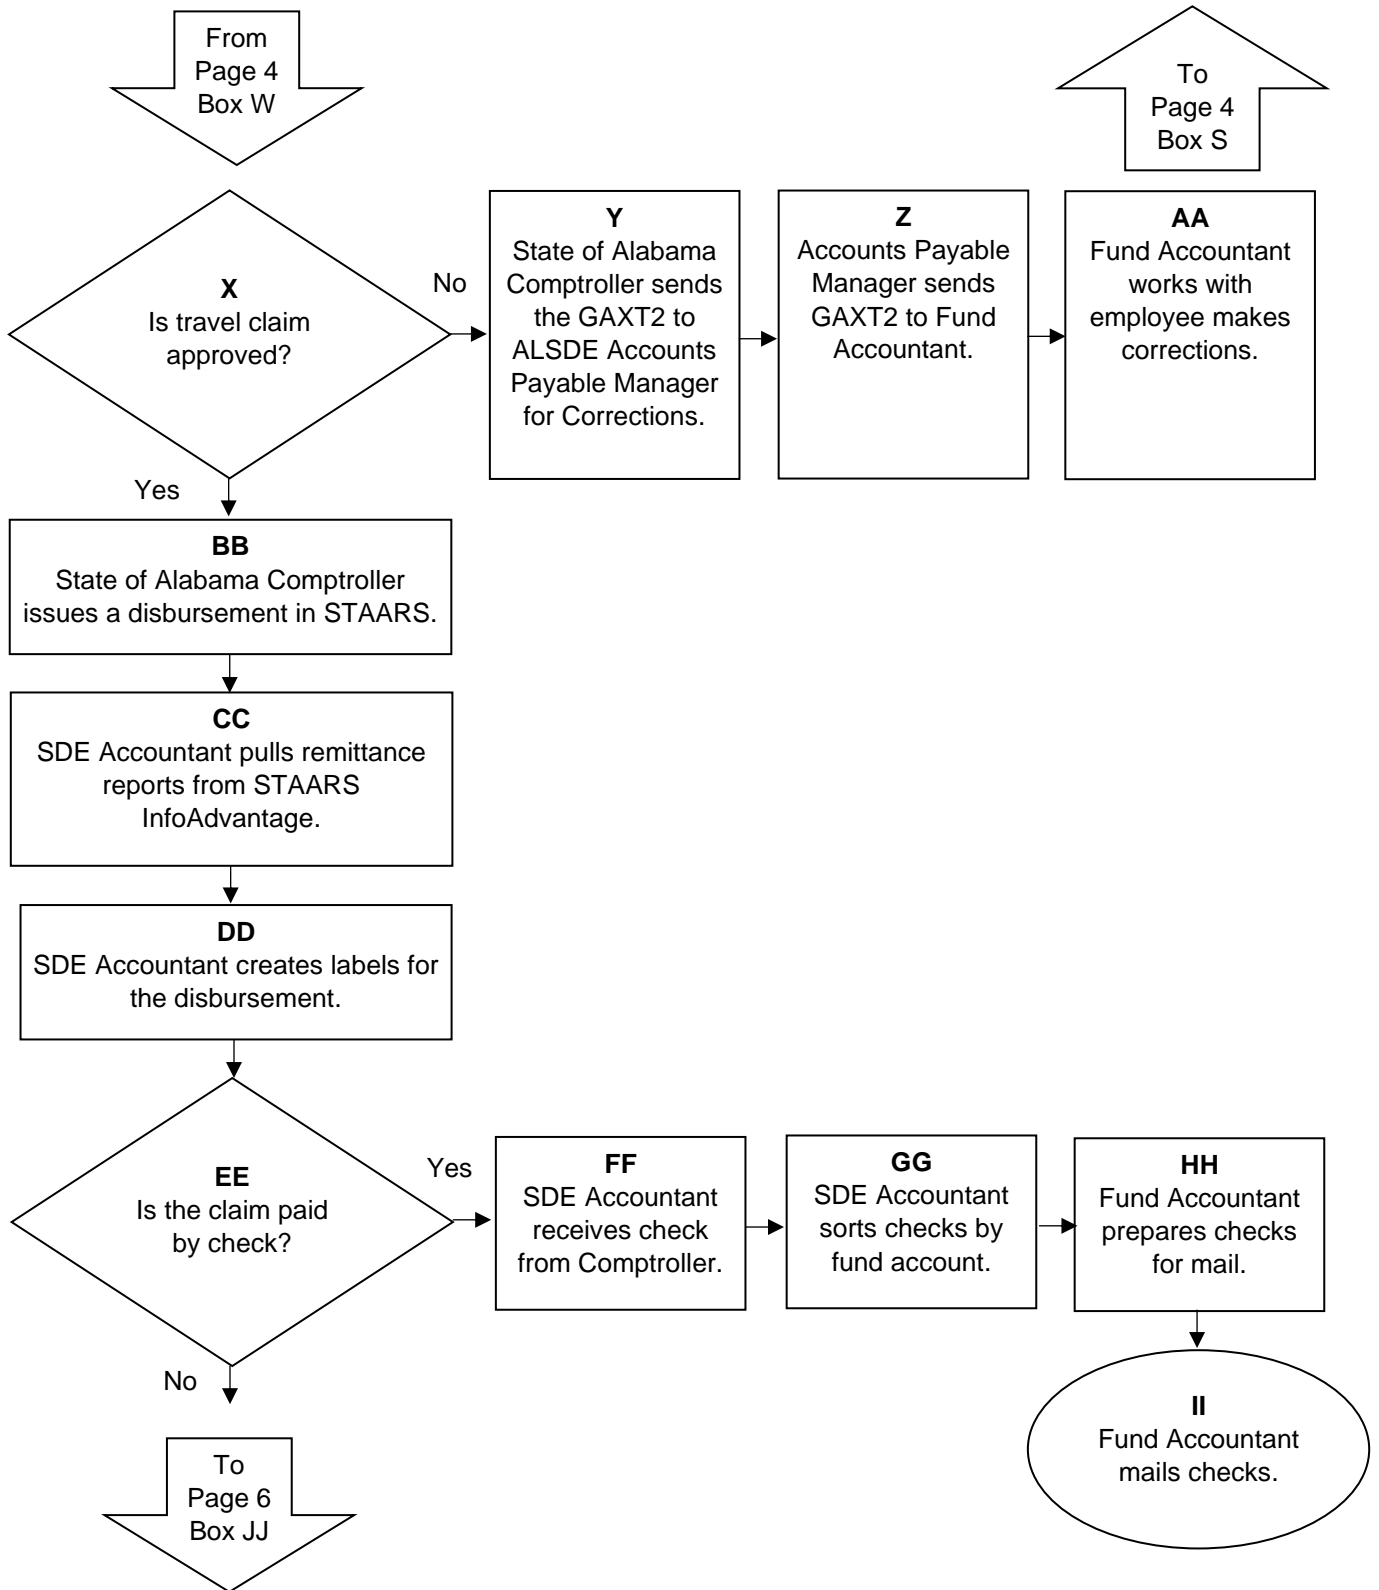 From
Page 4
Box W
To
Page 4
Box S
X
Is travel claim
approved?
No
Y
State of Alabama
Comptroller sends
the GAXT2 to
ALSDE Accounts
Payable Manager
for Corrections.
Z
Accounts Payable
Manager sends
GAXT2 to Fund
Accountant.
AA
Fund Accountant
works with
employee makes
corrections.
Yes
BB
State of Alabama Comptroller
issues a disbursement in STAARS.
CC
SDE Accountant pulls remittance
reports from STAARS
InfoAdvantage.
DD
SDE Accountant creates labels for
the disbursement.
EE
Is the claim paid
by check?
Yes
FF
SDE Accountant
receives check
from Comptroller.
GG
SDE Accountant
sorts checks by
fund account.
HH
Fund Accountant
prepares checks
for mail.
II
Fund Accountant
mails checks.
No
To
Page 6
Box JJ